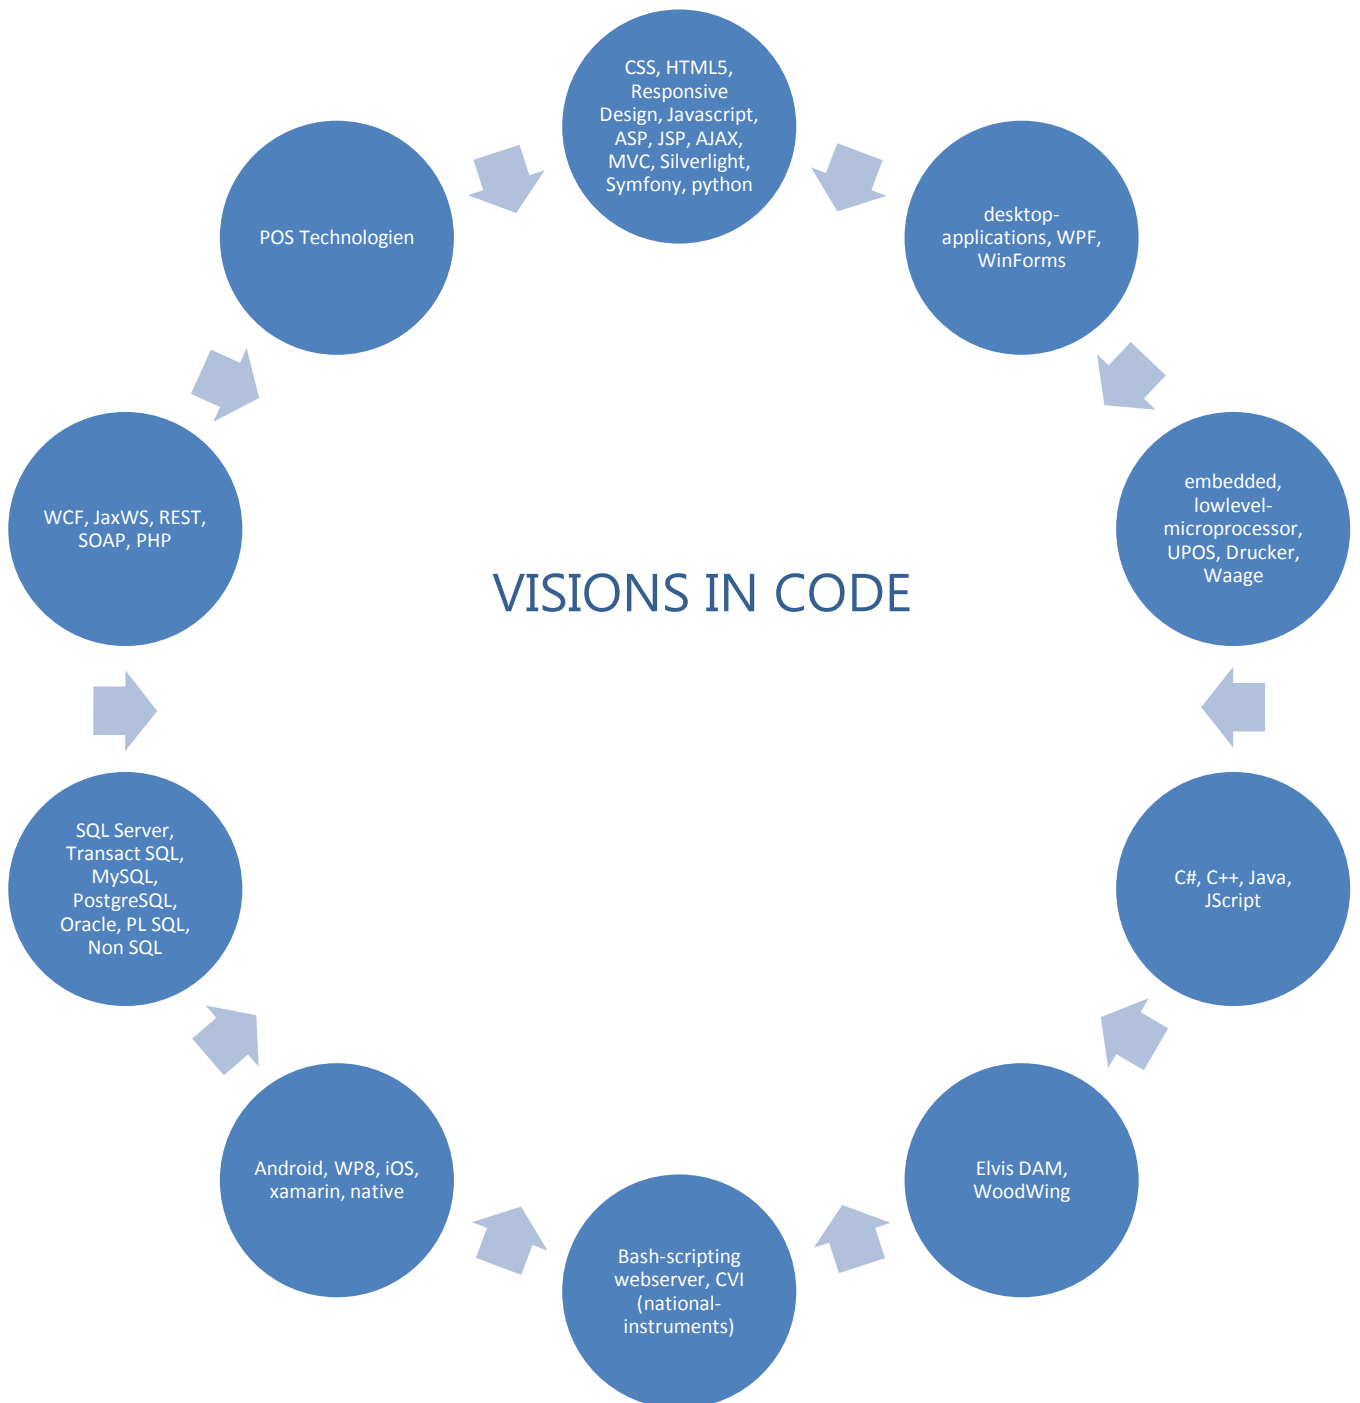 CSS, HTML5,
Responsive
Design, Javascript,
ASP, JSP, AJAX,
MVC, Silverlight,
Symfony, python
desktop-
applications, WPF,
WinForms
embedded,
lowlevel-
microprocessor,
UPOS, Drucker,
Waage
C#, C++, Java,
JScript
Elvis DAM,
WoodWing
Bash-scripting
webserver, CVI
(national-
instruments)
Android, WP8, iOS,
xamarin, native
SQL Server,
Transact SQL,
MySQL,
PostgreSQL,
Oracle, PL SQL,
Non SQL
WCF, JaxWS, REST,
SOAP, PHP
POS Technologien
VISIONS IN CODE